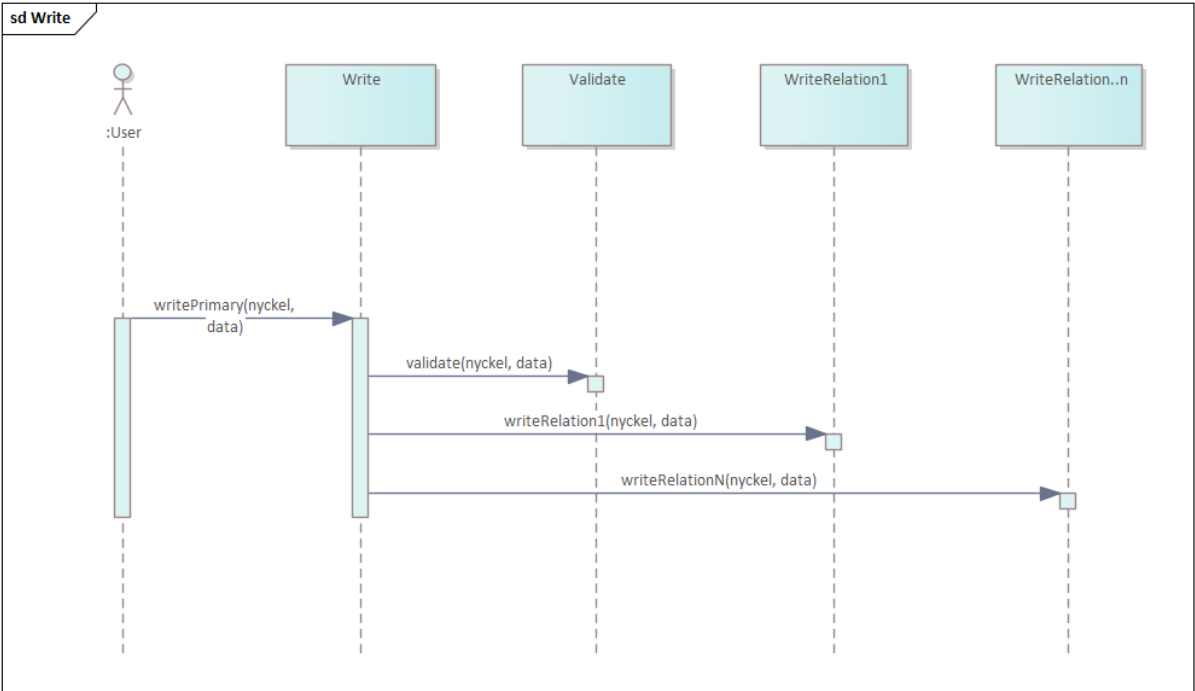 sd Write
:User
Write
Validate
WriteRelation1
WriteRelation..n
writePrimary(nyckel,
data)
validate(nyckel, data)
writeRelation1(nyckel, data)
writeRelationN(nyckel, data)